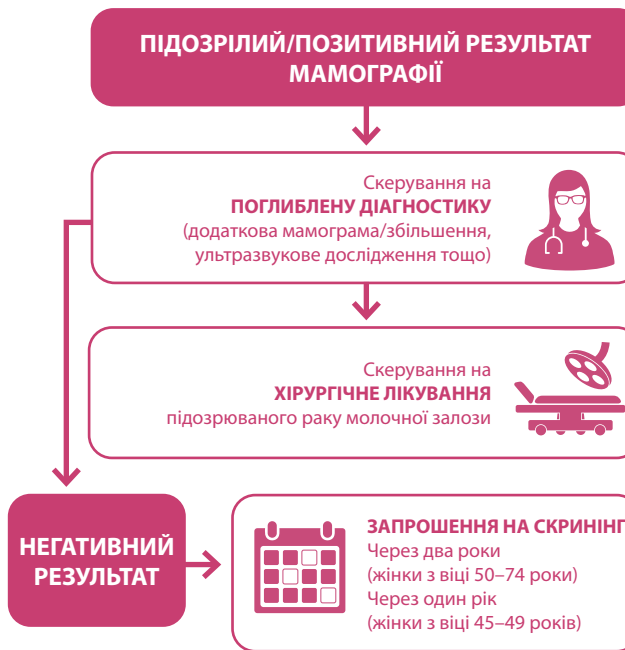 ПІДОЗРІЛИЙ/ПОЗИТИВНИЙ РЕЗУЛЬТАТ
МАМОГРАФІЇ
Скерування на
ПОГЛИБЛЕНУ ДІАГНОСТИКУ
(додаткова мамограма/збільшення,
ультразвукове дослідження тощо)
Скерування на
ХІРУРГІЧНЕ ЛІКУВАННЯ
підозрюваного раку молочної залози
НЕГАТИВНИЙ
РЕЗУЛЬТАТ
ЗАПРОШЕННЯ НА СКРИНІНГ
Через два роки
(жінки з віці 50–74 роки)
Через один рік
(жінки з віці 45–49 років)